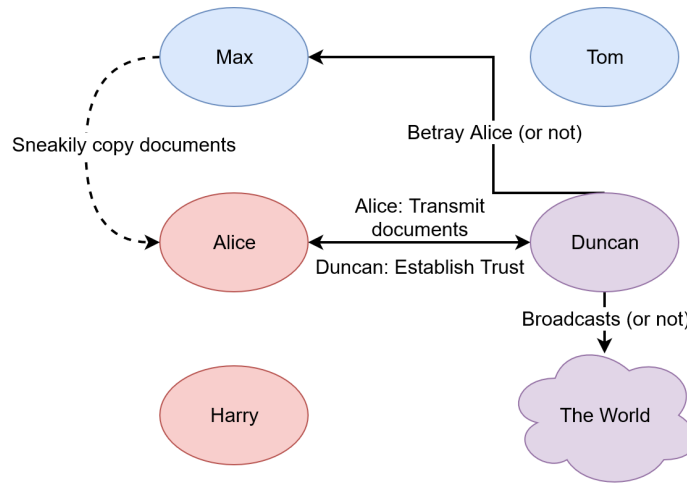 Max
Tom
Betray Alice (or not)
Sneakily copy documents
Alice
Alice: Transmit
documents
Duncan: Establish Trust
Duncan
Broadcasts (or not)
Harry
The World